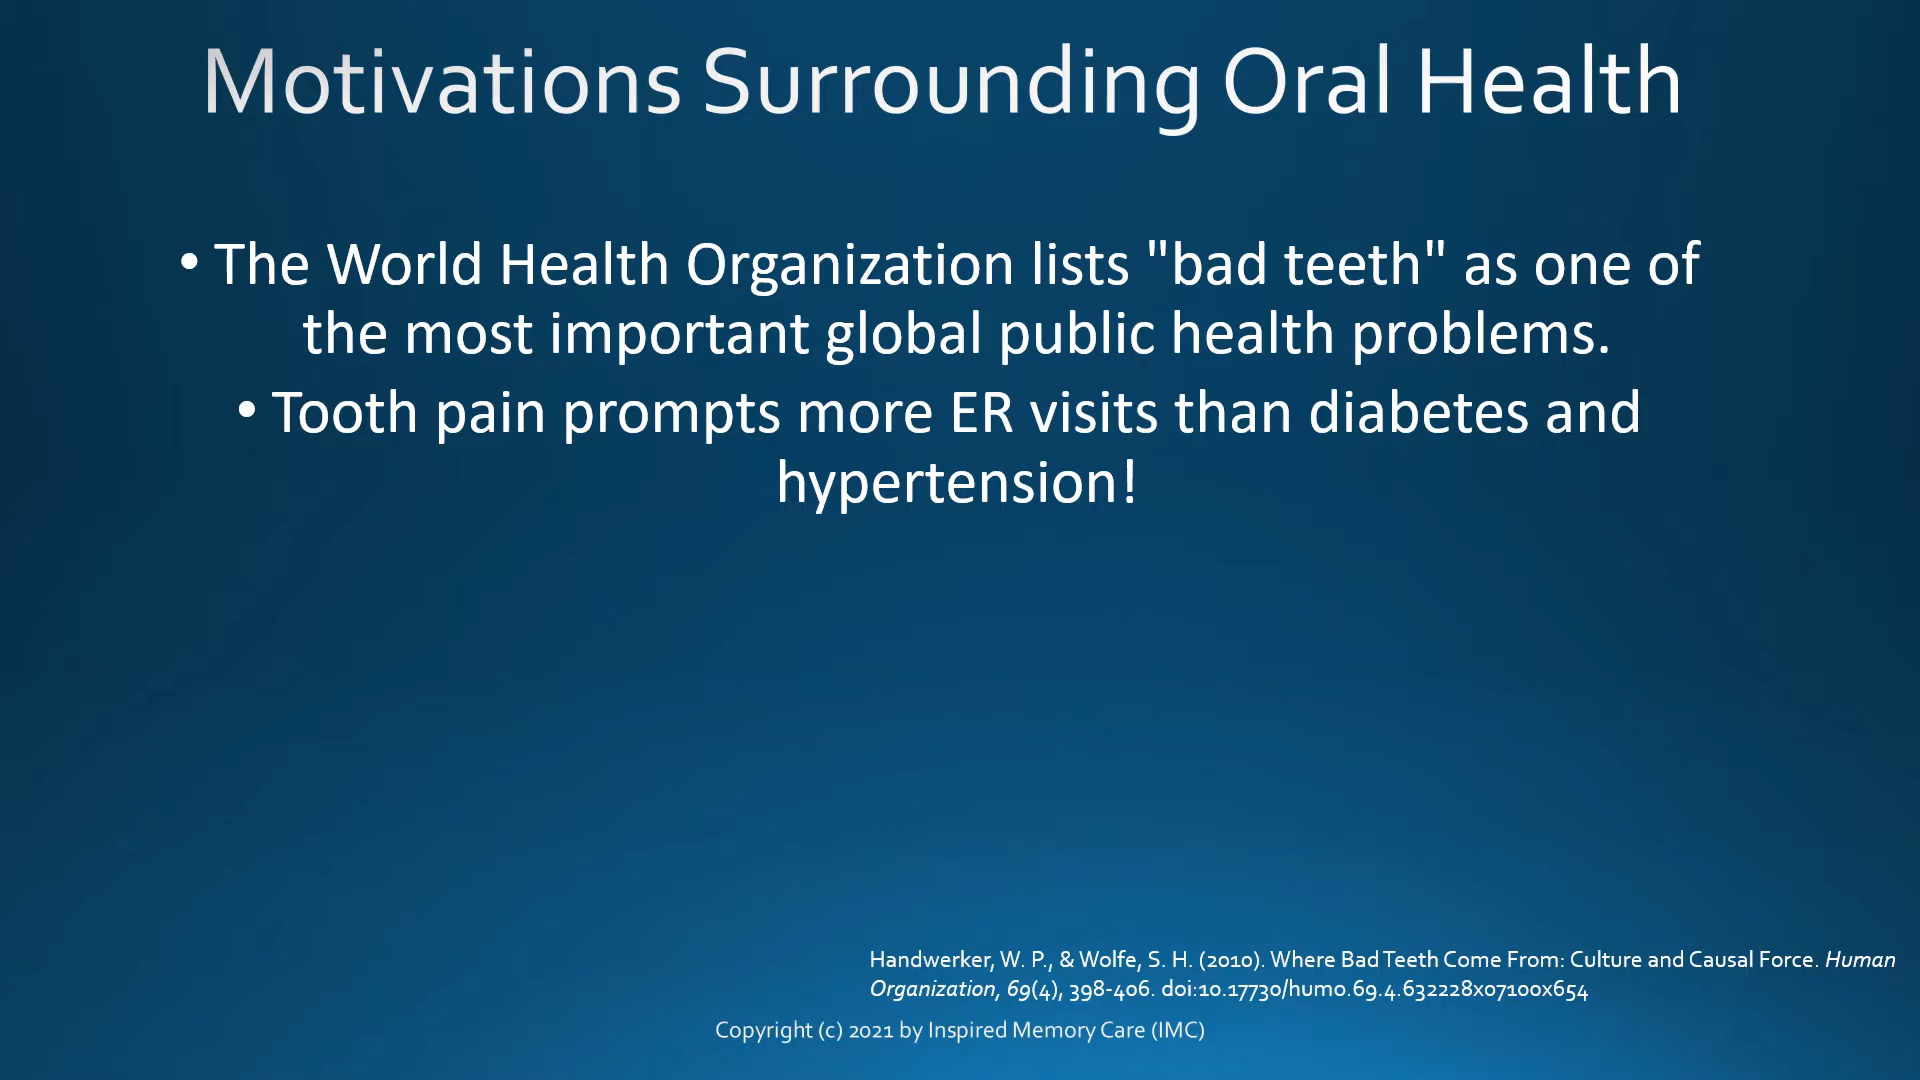 Motivations Surrounding Oral Health
• The World Health Organization lists "bad teeth" as one of
the most important global public health problems.
• Tooth pain prompts more ER visits than diabetes and
hypertension!
Handwerker, W. P., & Wolfe, S. H. (2010). Where Bad Teeth Come From: Culture and Causal Force. Human
Organization, 69(4), 398-406. doi:10.17730/humo.69.4.632228x07100x654
Copyright (c) 2021 by Inspired Memory Care (IMC)